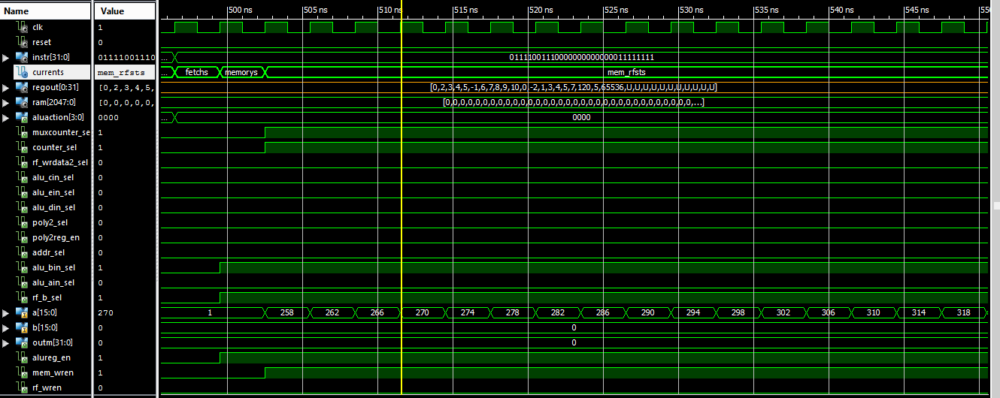 Name Value 500 ns 505 ns 510 ns 515 ns 520 ns 525 ns 530 ns 535 ns 540 ns 545 ns 550
clk 1
reset 0
instr[31:0] 01111001110 ... 01111001110000000000000011111111
currents mem_rfsts ... fetchs memorys mem_rfsts
regout[0:31] [0,2,3,4,5, [0,2,3,4,5,-1,6,7,8,9,10,0,-2,1,3,4,5,7,120,5,65536,U,U,U,U,U,U,U,U,U,U,U]
ram[2047:0] [0,0,0,0,0, [0,0,0,0,0,0,0,0,0,0,0,0,0,0,0,0,0,0,0,0,0,0,0,0,0,0,0,0,0,0,0,0,0,...]
aluaction[3:0] 0000 ... 0000
muxcounter_se 1
counter_sel 1
rf_wrdata2_sel 0
alu_cin_sel 0
alu_ein_sel 0
alu_din_sel 0
poly2_sel 0
poly2reg_en 0
addr_sel 0
alu_bin_sel 1
alu_ain_sel 0
rf_b_sel 1
a[15:0] 270 1 258 262 266 270 274 278 282 286 290 294 298 302 306 310 314 318
b[15:0] 0 0
outm[31:0] 0 0
alureg_en 1
mem_wren 1
rf_wren 0